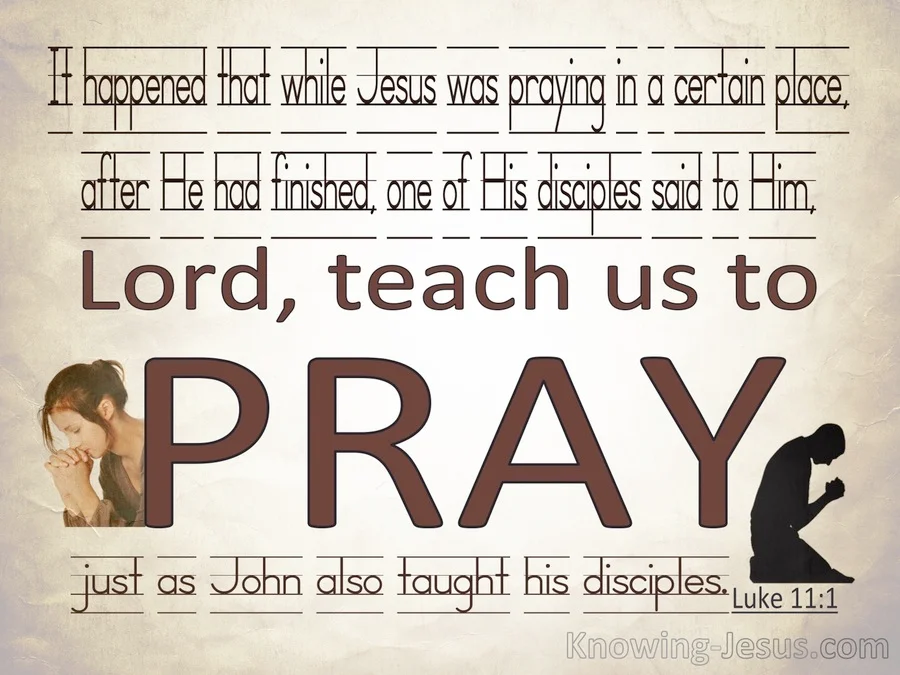 It happened that while Jesus was praying in a certain place,
after He had finished, one of His disciples said to Him,
Lord, teach us to
PRAY
just as John also taught his disciples.
Luke 11:1
Knowing-Jesus.com